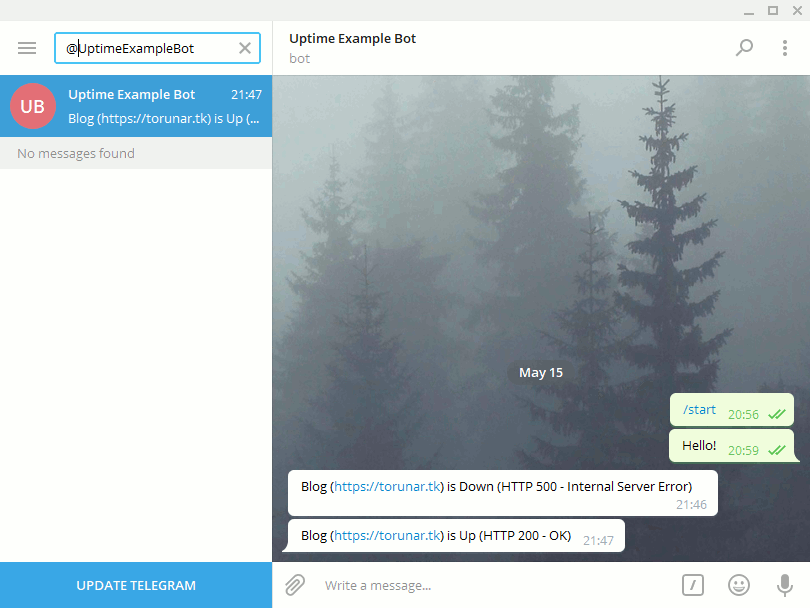 @UptimeExampleBot
UB
Uptime Example Bot 21:47
Blog (https://torunar.tk) is Up (...
No messages found
UPDATE TELEGRAM
Uptime Example Bot
bot
May 15
/start 20:56
Hello! 20:59
Blog (https://torunar.tk) is Down (HTTP 500 - Internal Server Error)
21:46
Blog (https://torunar.tk) is Up (HTTP 200 - OK) 21:47
Write a message...